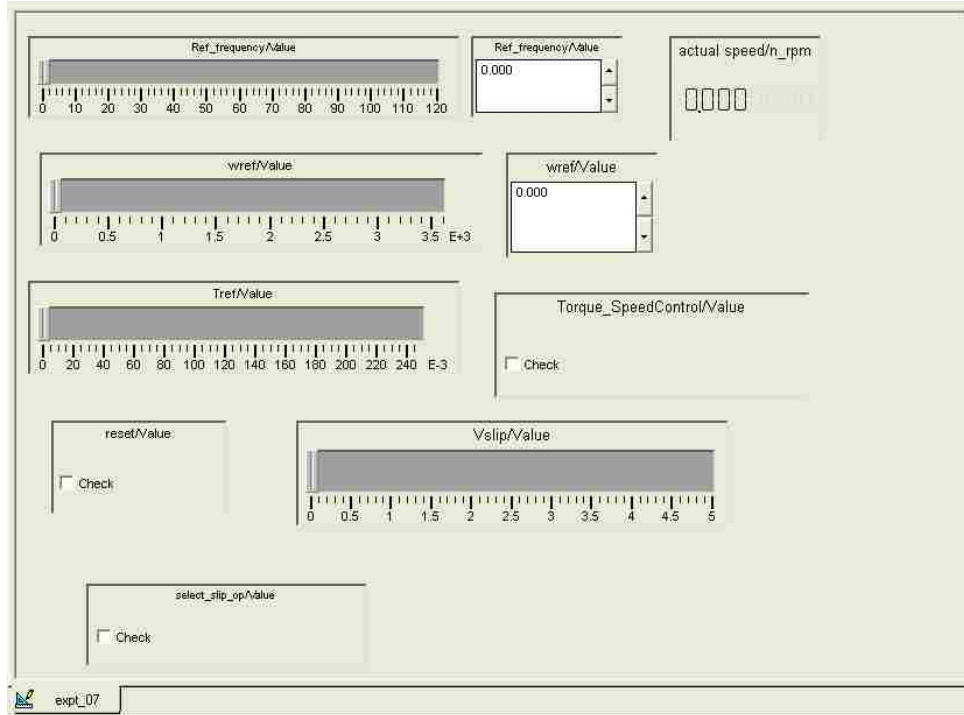 Ref_frequency/Value
0 10 20 30 40 50 60 70 80 90 100 110 120
Ref_frequency/Value
0.000
actual speed/n_rpm
0.000
wref/Value
0 0.5 1 1.5 2 2.5 3 3.5 E+3
wref/Value
0.000
Tref/Value
0 20 40 60 80 100 120 140 160 180 200 220 240 E-3
Torque_SpeedControl/Value
Check
reset/Value
Check
Vslip/Value
0 0.5 1 1.5 2 2.5 3 3.5 4 4.5 5
select_slip_op/Value
Check
expt_07